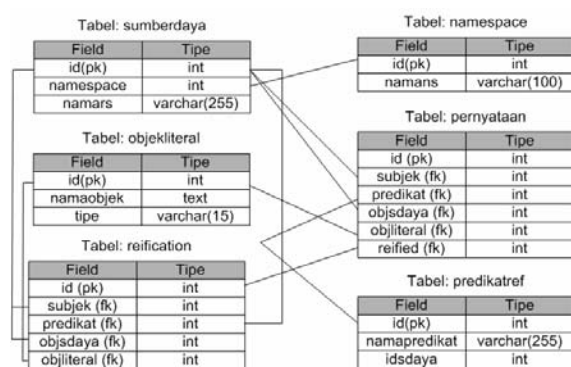 Tabel: sumberdaya
Field Tipe
id(pk) int
namespace int
namars varchar(255)
Tabel: objekliteral
Field Tipe
id(pk) int
namaobjek text
tipe varchar(15)
Tabel: reification
Field Tipe
id (pk) int
subjek (fk) int
predikat (fk) int
objsdaya (fk) int
objliteral (fk) int
Tabel: namespace
Field Tipe
id(pk) int
namans varchar(100)
Tabel: pernyataan
Field Tipe
id (pk) int
subjek (fk) int
predikat (fk) int
objsdaya (fk) int
objliteral (fk) int
reified (fk) int
Tabel: predikatref
Field Tipe
id(pk) int
namapredikat varchar(255)
idsdaya int